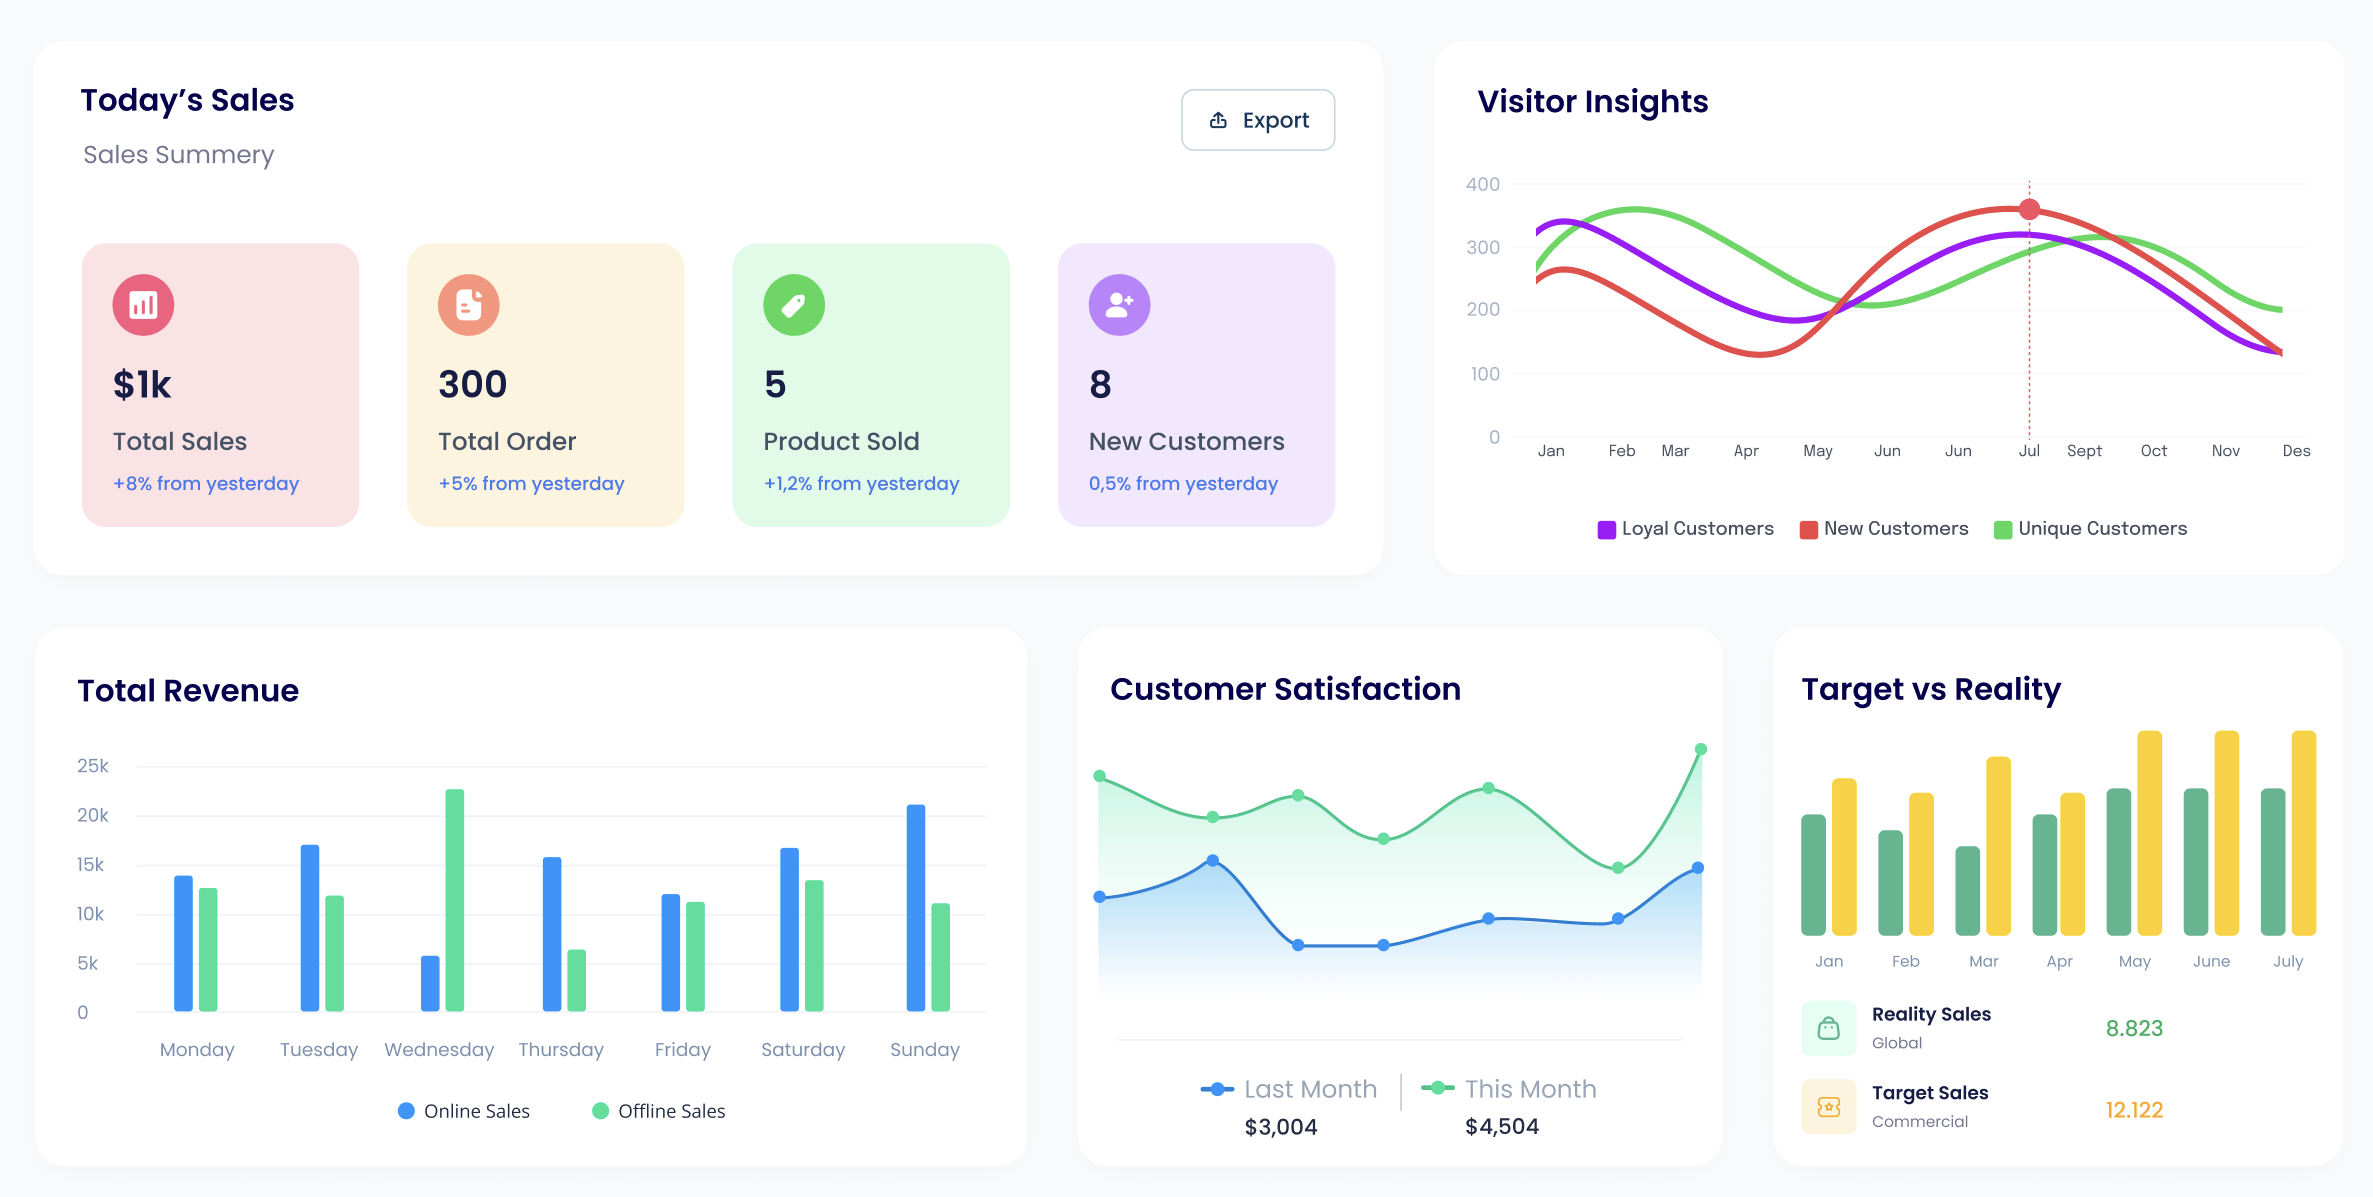 Today’s Sales
Sales Summery
Export
$1k
Total Sales
+8% from yesterday
300
Total Order
+5% from yesterday
5
Product Sold
+1,2% from yesterday
8
New Customers
0,5% from yesterday
Visitor Insights
400
300
200
100
0
Jan Feb Mar Apr May Jun Jun Jul Sept Oct Nov Des
Loyal Customers New Customers Unique Customers
Total Revenue
25k
20k
15k
10k
5k
0
Monday Tuesday Wednesday Thursday Friday Saturday Sunday
Online Sales Offline Sales
Customer Satisfaction
Last Month
$3,004
This Month
$4,504
Target vs Reality
Jan Feb Mar Apr May June July
Reality Sales
Global
8.823
Target Sales
Commercial
12.122